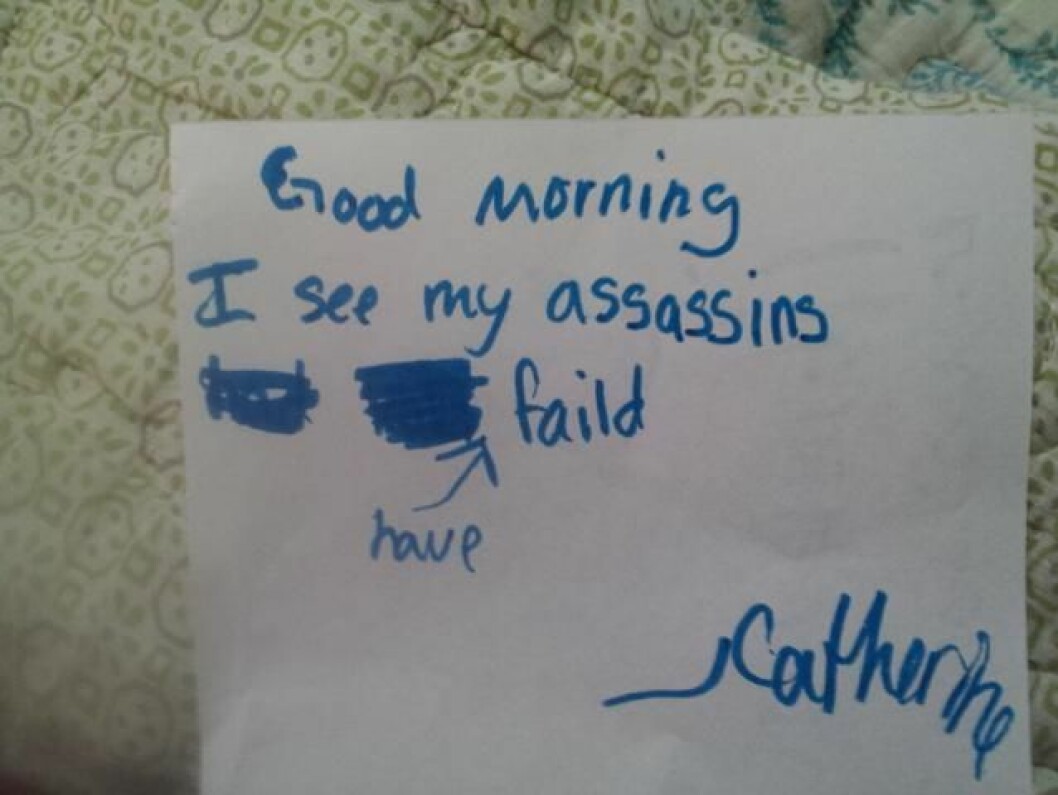 Good morning
I see my assassins
faild
have
Catherine